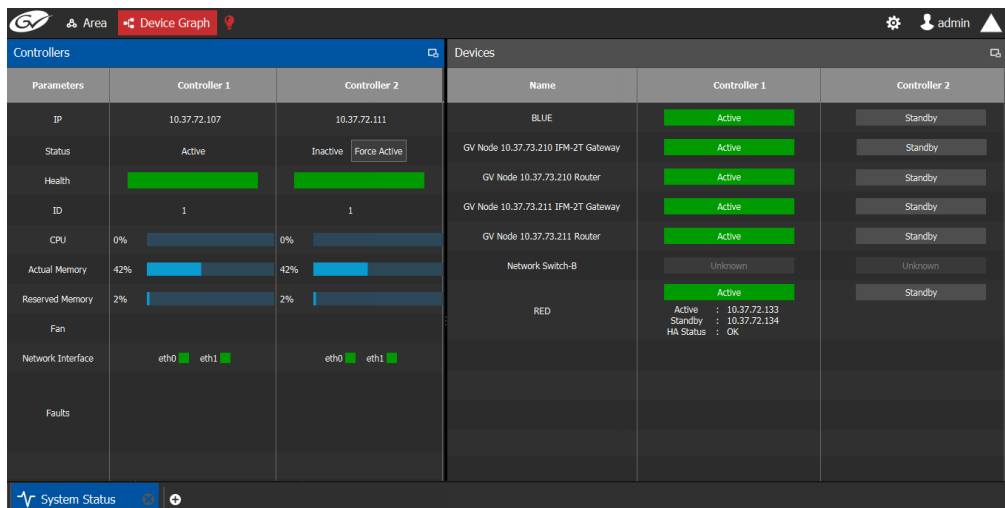 GV Area Device Graph admin
Controllers
Parameters Controller 1 Controller 2
IP 10.37.72.107 10.37.72.111
Status Active Inactive Force Active
Health
ID 1 1
CPU 0% 0%
Actual Memory 42% 42%
Reserved Memory 2% 2%
Fan
Network Interface eth0 eth1 eth0 eth1
Faults
Devices
Name Controller 1 Controller 2
BLUE Active Standby
GV Node 10.37.73.210 IFM-2T Gateway Active Standby
GV Node 10.37.73.210 Router Active Standby
GV Node 10.37.73.211 IFM-2T Gateway Active Standby
GV Node 10.37.73.211 Router Active Standby
Network Switch-B Unknown Unknown
RED Active Standby
Active : 10.37.72.133
Standby : 10.37.72.134
HA Status : OK
System Status